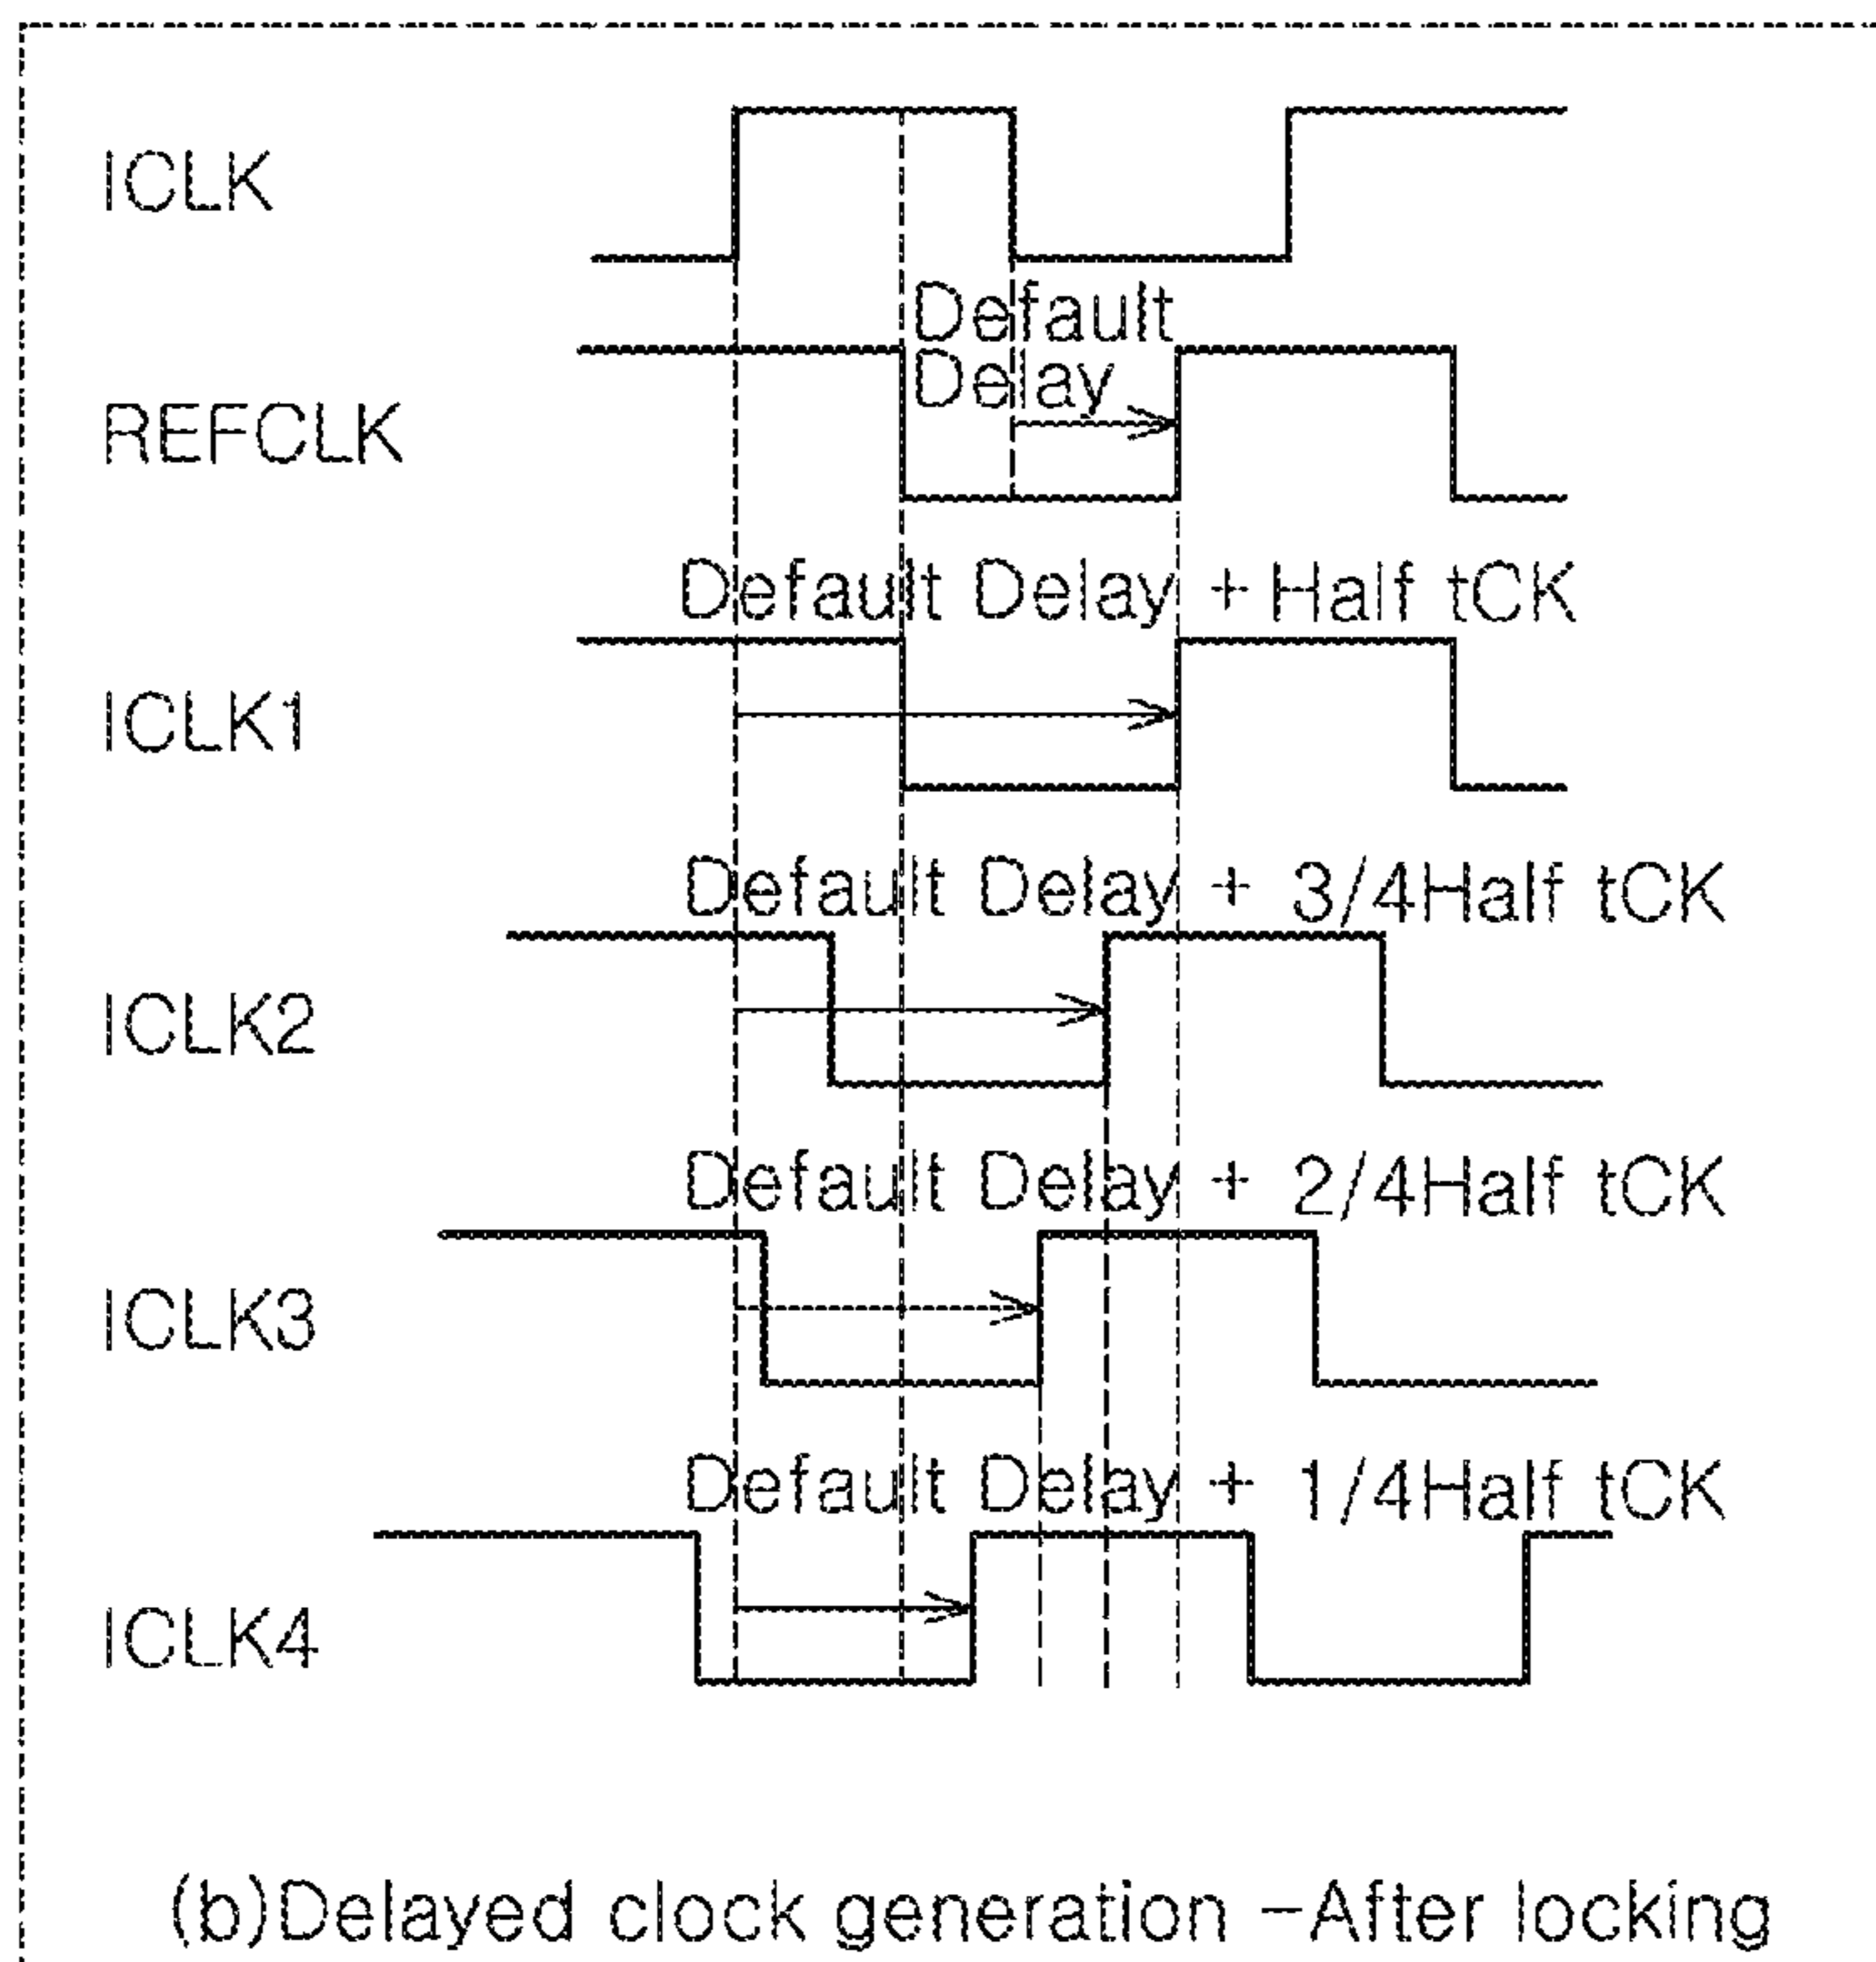 ICLK
Default
Delay
REFCLK
Default Delay + Half tCK
ICLK1
Default Delay + 3/4Half tCK
ICLK2
Default Delay + 2/4Half tCK
ICLK3
Default Delay + 1/4Half tCK
ICLK4
(b)Delayed clock generation -After locking